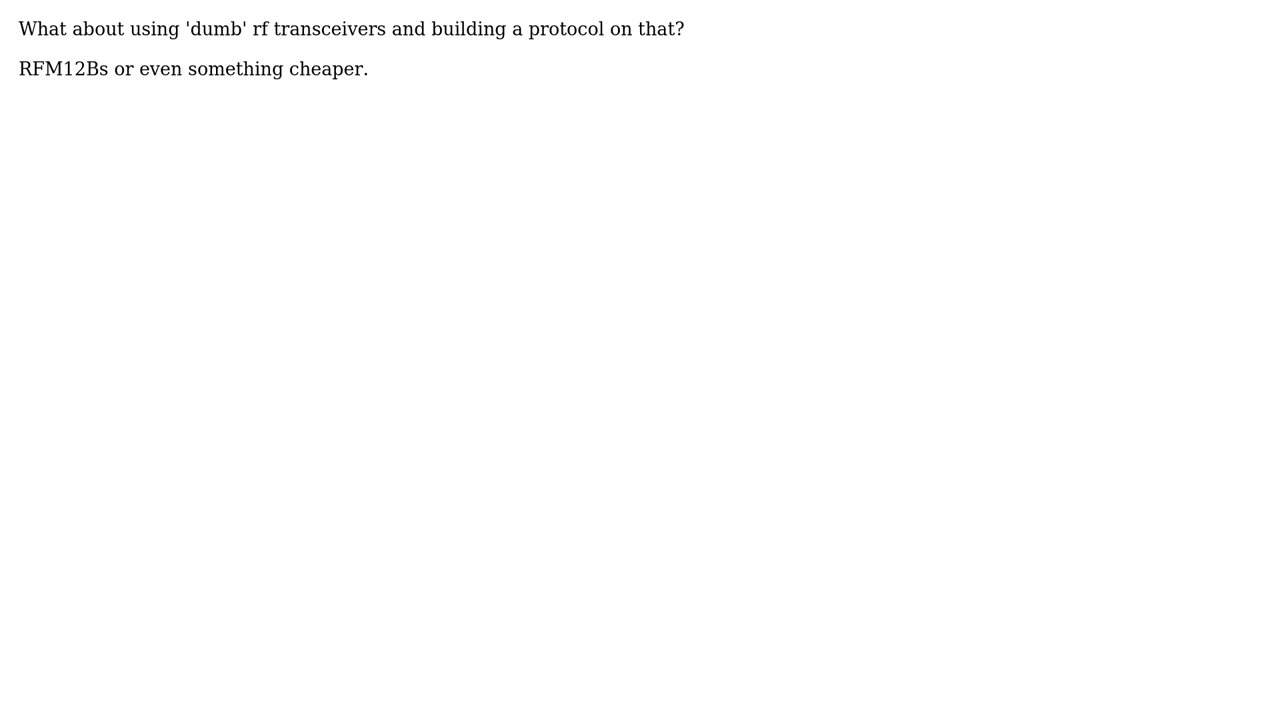 What about using 'dumb' rf transceivers and building a protocol on that?
RFM12Bs or even something cheaper.